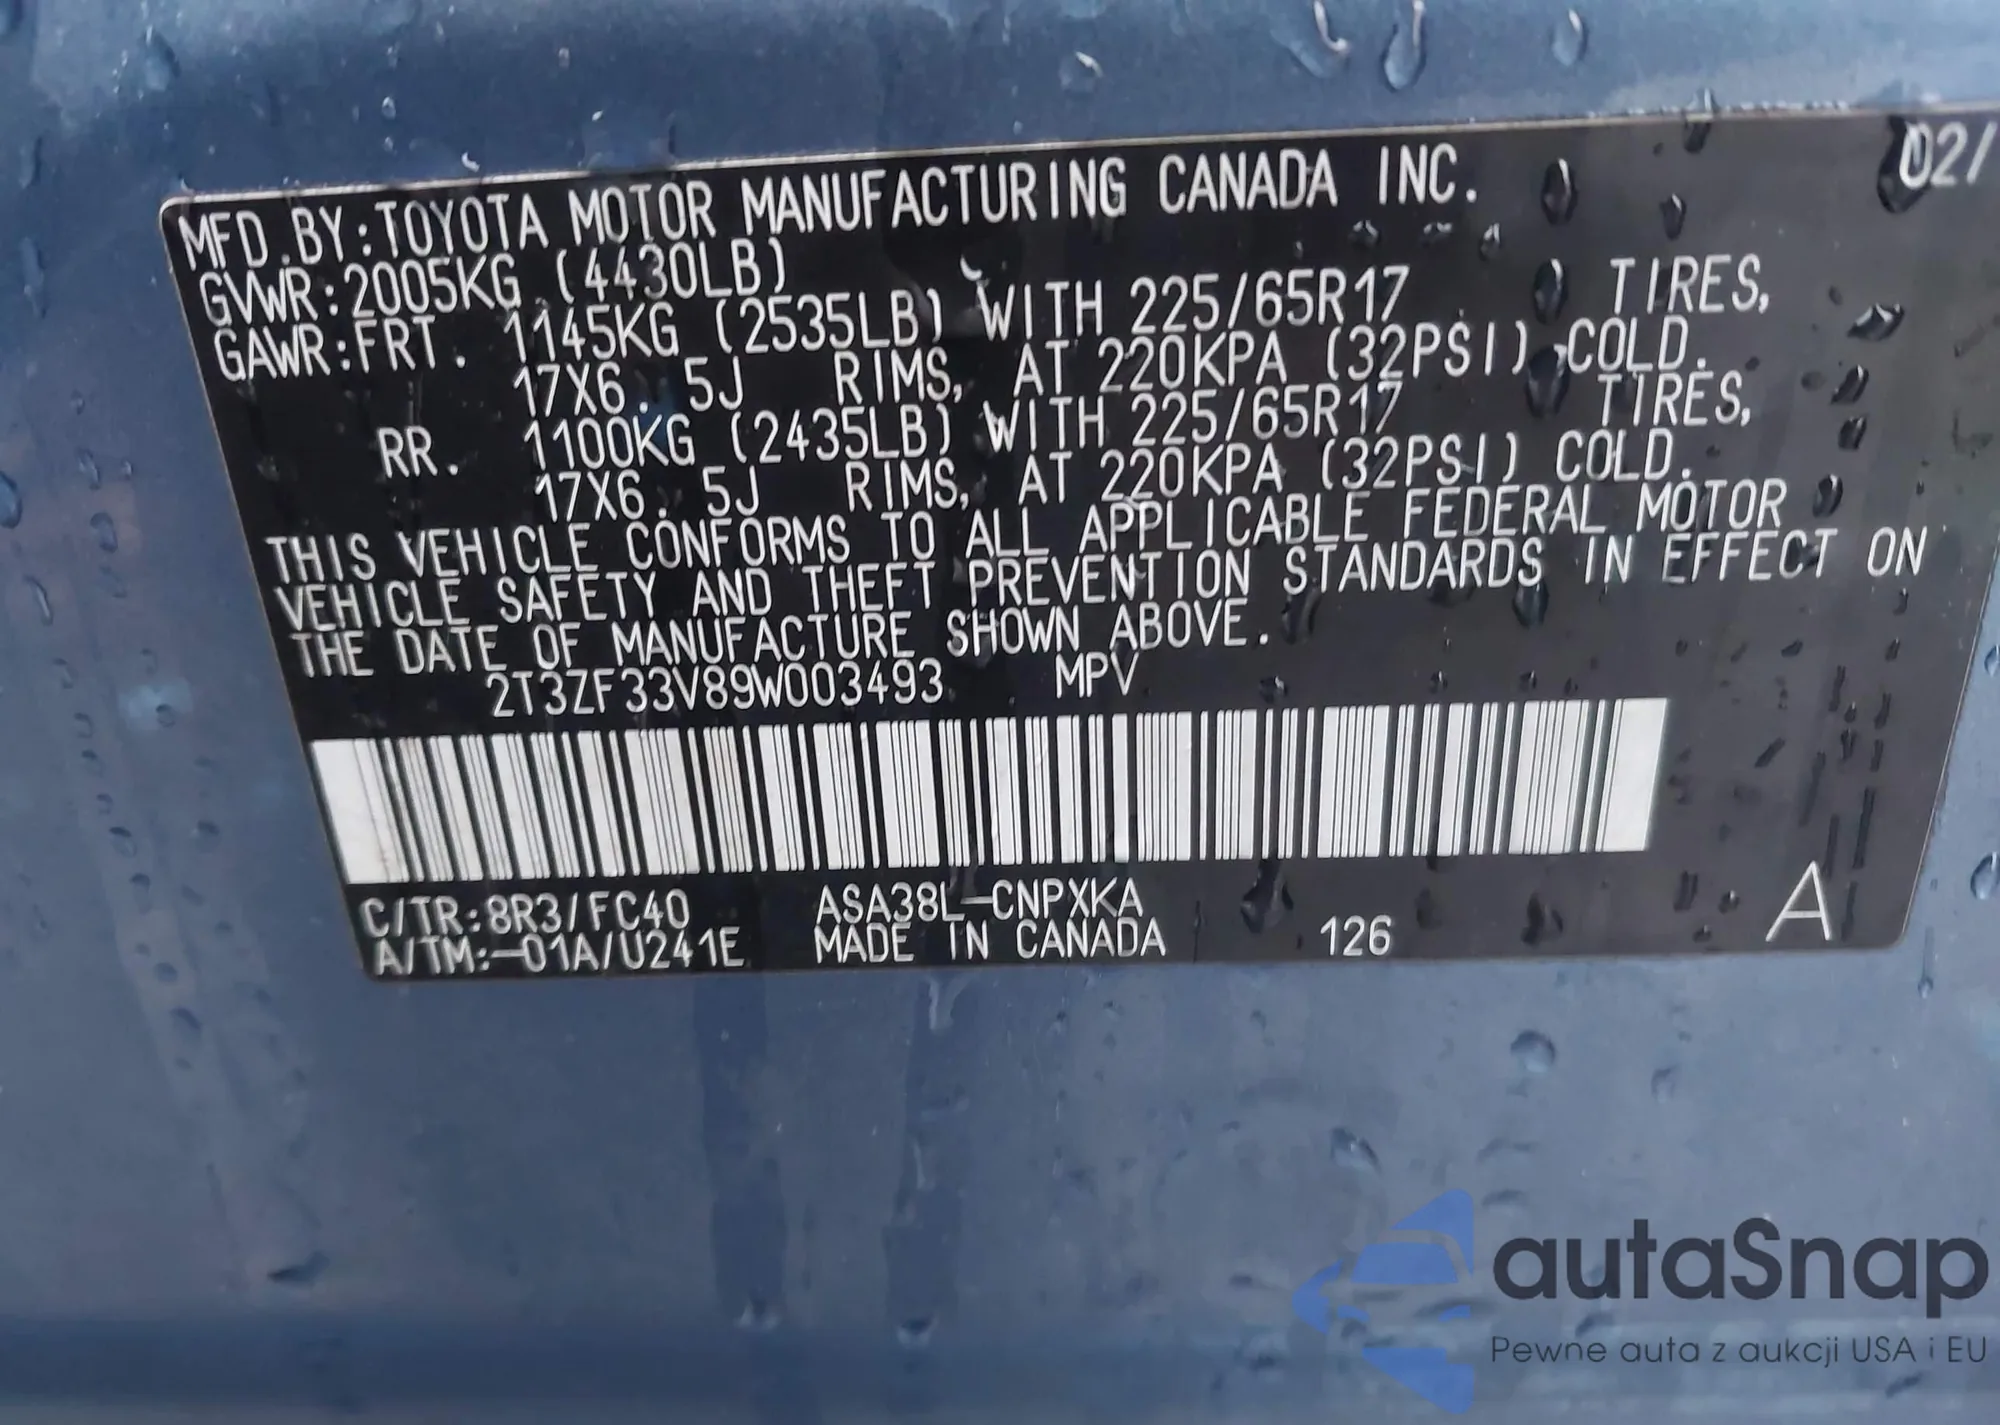 MFD.BY:TOYOTA MOTOR MANUFACTURING CANADA INC. 02/
GVWR:2005KG (4430LB)
GAWR:FRT. 1145KG (2535LB) WITH 225/65R17 TIRES,
17X6.5J RIMS, AT 220KPA (32PSI) COLD.
RR. 1100KG (2435LB) WITH 225/65R17 TIRES,
17X6.5J RIMS, AT 220KPA (32PSI) COLD.
THIS VEHICLE CONFORMS TO ALL APPLICABLE FEDERAL MOTOR
VEHICLE SAFETY AND THEFT PREVENTION STANDARDS IN EFFECT ON
THE DATE OF MANUFACTURE SHOWN ABOVE.
2T3ZF33V89W003493 MPV
C/TR:8R3/FC40 ASA38L-CNPXKA
A/TM:-01A/U241E MADE IN CANADA 126 A
autaSnap
Pewne auta z aukcji USA i EU